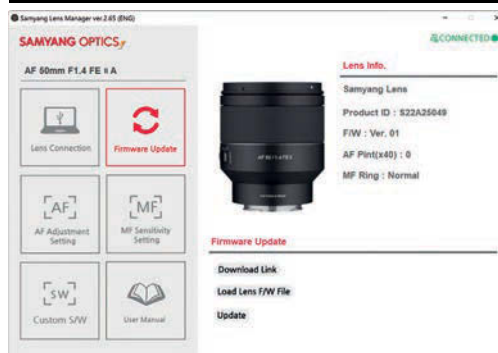 Samyang Lens Manager ver.2.65 (ENG)
SAMYANG OPTICS
CONNECTED
AF 50mm F1.4 FE II A
Lens Connection
Firmware Update
AF
AF Adjustment
Setting
MF
MF Sensitivity
Setting
SW
Custom S/W
User Manual
Lens Info.
Samyang Lens
Product ID : S22A25049
F/W : Ver. 01
AF Pint(x40) : 0
MF Ring : Normal
Firmware Update
Download Link
Load Lens F/W File
Update